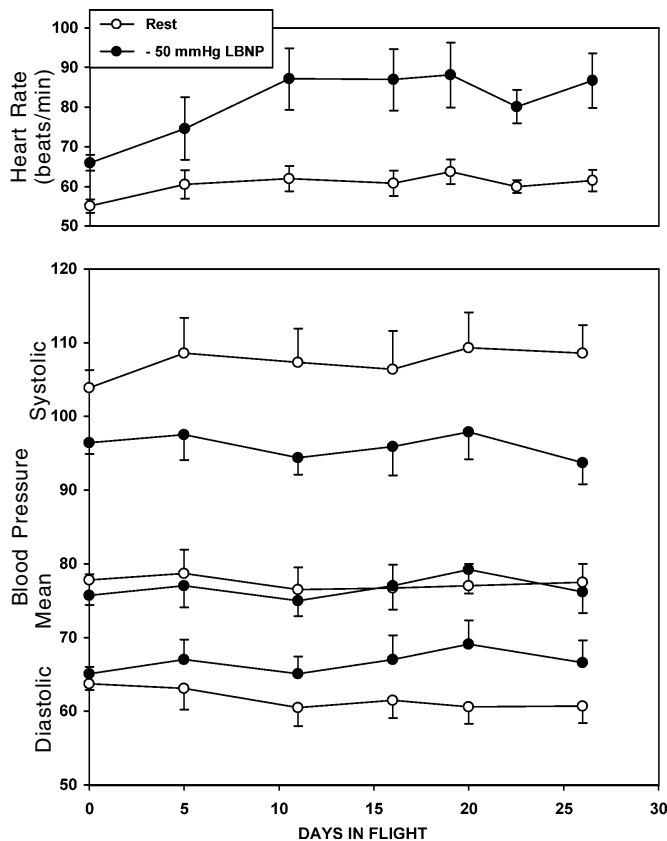 Rest
- 50 mmHg LBNP
Heart Rate
(beats/min)
100
90
80
70
60
50
Systolic
Blood Pressure
Mean
Diastolic
120
110
100
90
80
70
60
50
0 5 10 15 20 25 30
DAYS IN FLIGHT